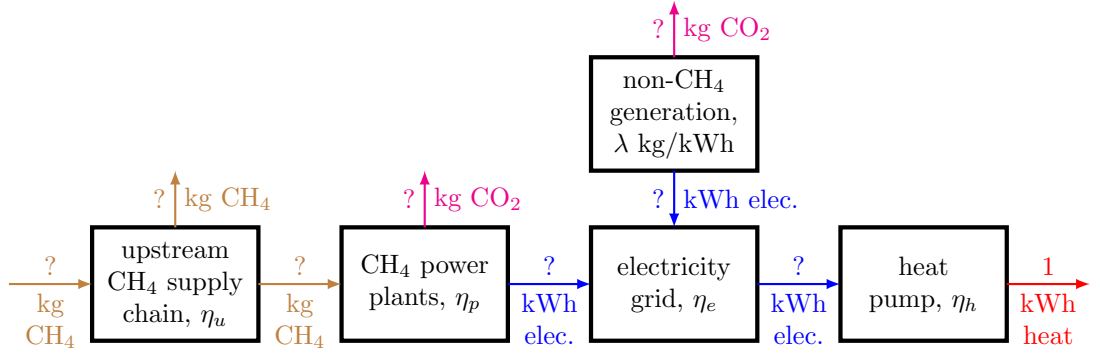 ? kg CO₂
non-CH₄
generation,
λ kg/kWh
? kg CH₄
? kg CO₂
? kWh elec.
?
kg
CH₄
upstream
CH₄ supply
chain, ηᵤ
?
kg
CH₄
CH₄ power
plants, ηₚ
?
kWh
elec.
electricity
grid, ηₑ
?
kWh
elec.
heat
pump, ηₕ
1
kWh
heat